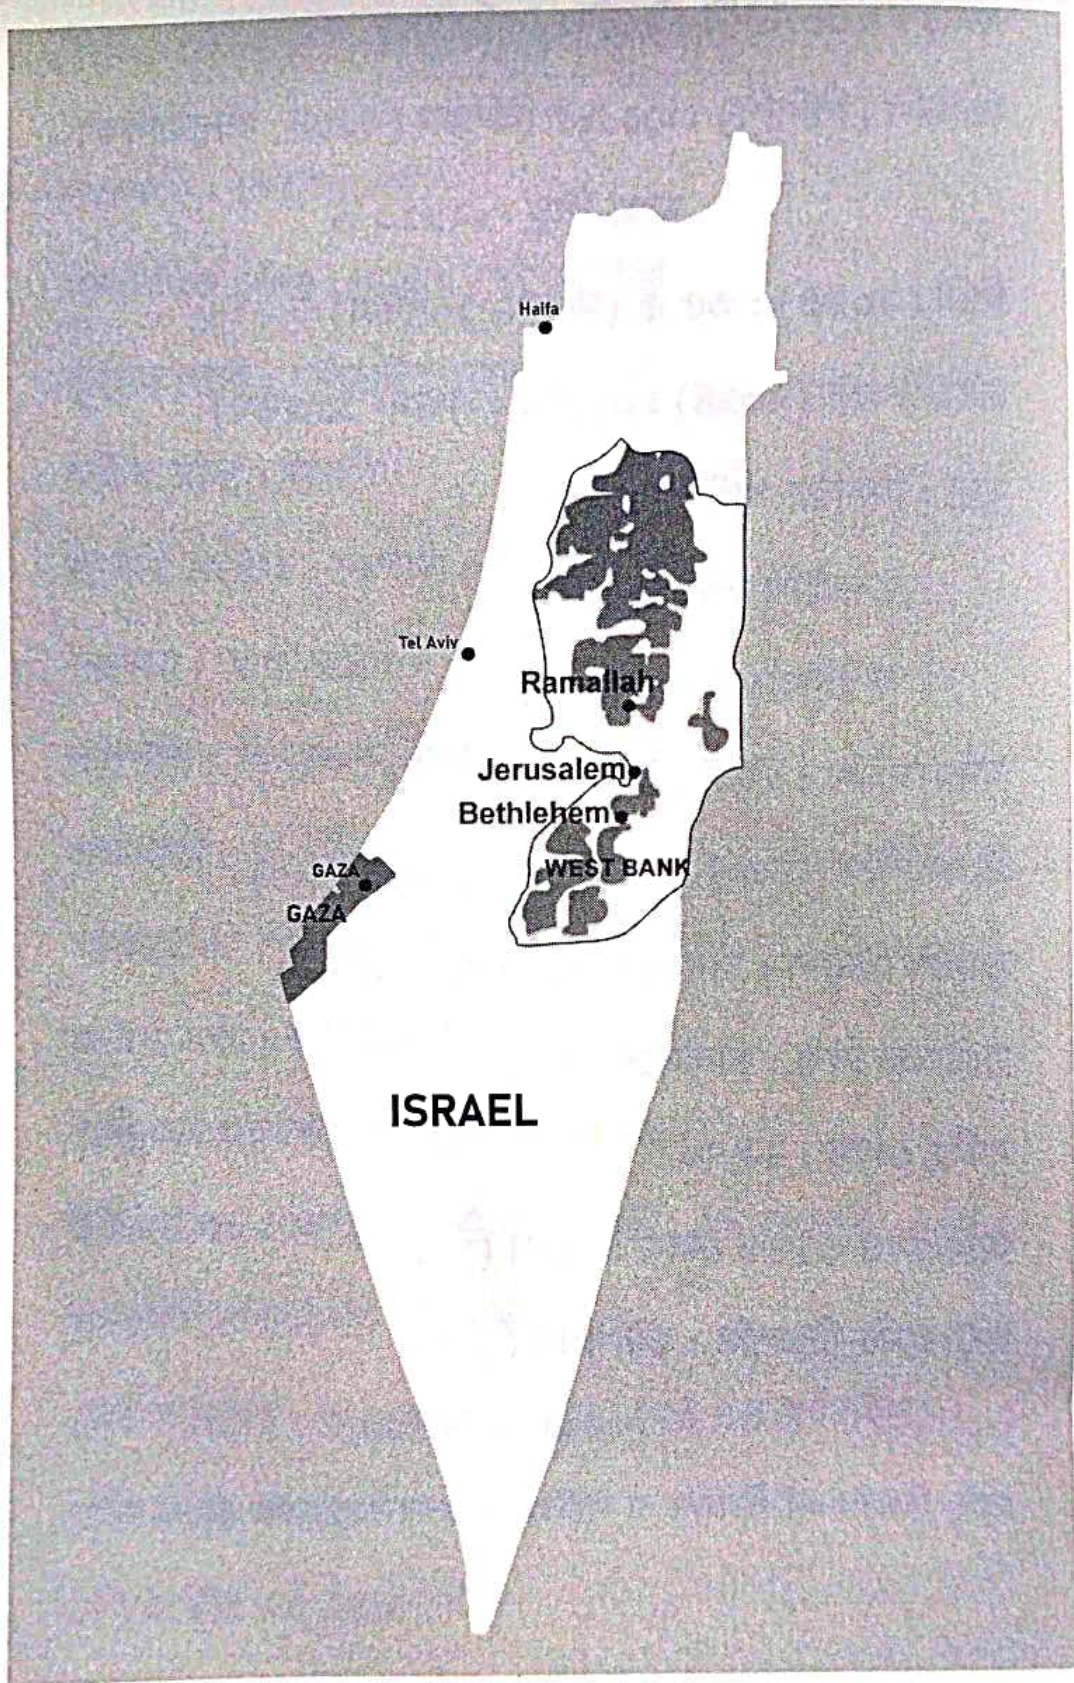 Haifa
Tel Aviv
Ramallah
Jerusalem
Bethlehem
WEST BANK
GAZA
GAZA
ISRAEL